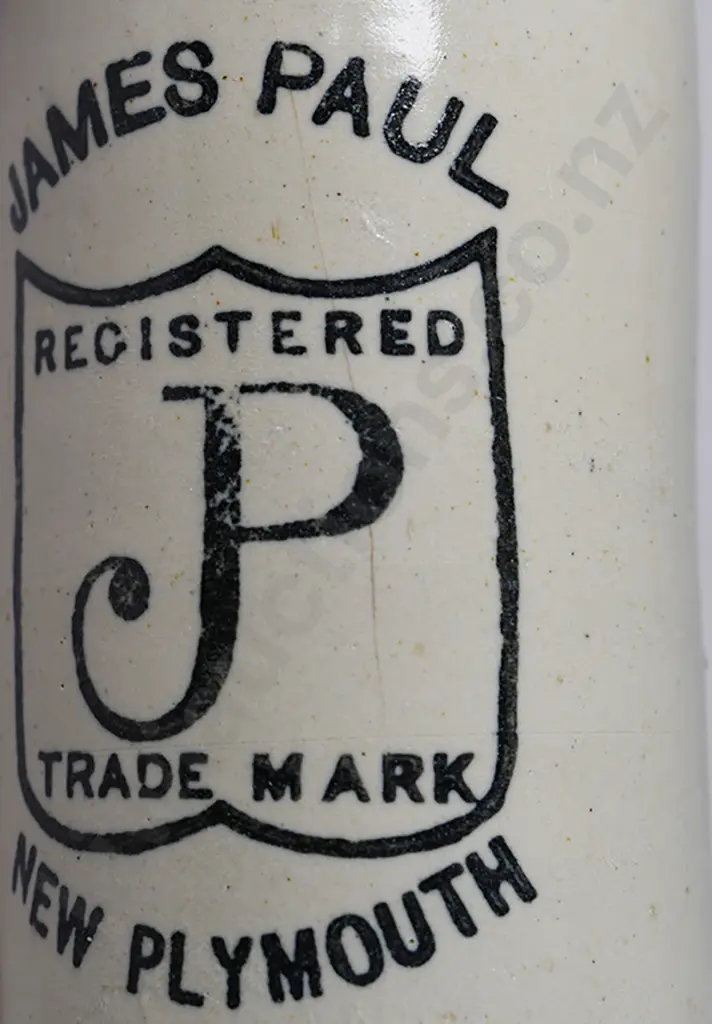 JAMES PAUL
REGISTERED
JP
TRADE MARK
NEW PLYMOUTH